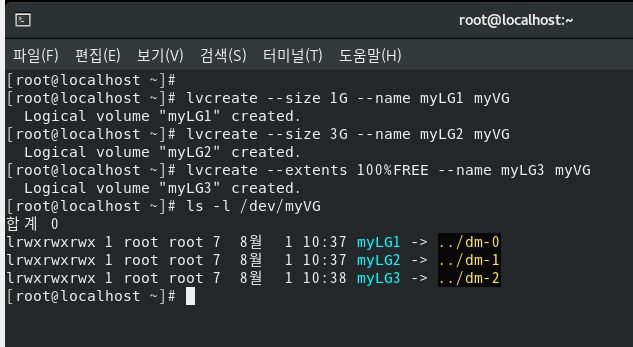 root@localhost:~
파일(F) 편집(E) 보기(V) 검색(S) 터미널(T) 도움말(H)
[root@localhost ~]#
[root@localhost ~]# lvcreate --size 1G --name myLG1 myVG
  Logical volume "myLG1" created.
[root@localhost ~]# lvcreate --size 3G --name myLG2 myVG
  Logical volume "myLG2" created.
[root@localhost ~]# lvcreate --extents 100%FREE --name myLG3 myVG
  Logical volume "myLG3" created.
[root@localhost ~]# ls -l /dev/myVG
합계 0
lrwxrwxrwx 1 root root 7  8월   1 10:37 myLG1 -> ../dm-0
lrwxrwxrwx 1 root root 7  8월   1 10:37 myLG2 -> ../dm-1
lrwxrwxrwx 1 root root 7  8월   1 10:38 myLG3 -> ../dm-2
[root@localhost ~]#